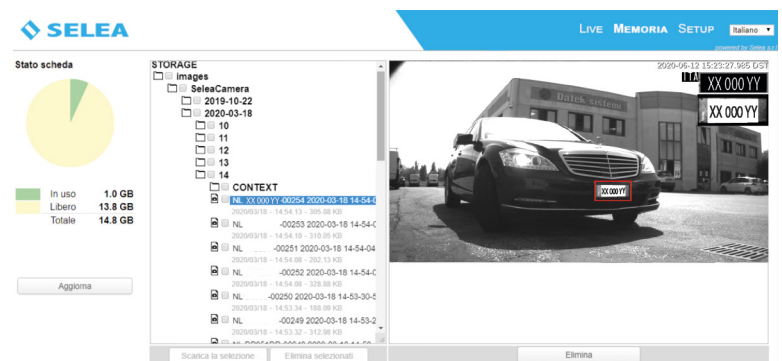 SELEA
LIVE MEMORIA SETUP Italiano
powered by Selea s.r.l
Stato scheda
In uso 1.0 GB
Libero 13.8 GB
Totale 14.8 GB
Aggiorna
STORAGE
images
SeleaCamera
2019-10-22
2020-03-18
10
11
12
13
14
CONTEXT
NL XX 000 YY-00254 2020-03-18 14-54-0
2020/03/18 - 14:54:13 - 305.88 KB
NL -00253 2020-03-18 14-54-0
2020/03/18 - 14:54:10 - 310.05 KB
NL -00251 2020-03-18 14-54-04
2020/03/18 - 14:54:08 - 202.13 KB
NL -00252 2020-03-18 14-54-0
2020/03/18 - 14:54:08 - 328.88 KB
NL -00250 2020-03-18 14-53-30-5
2020/03/18 - 14:53:34 - 188.09 KB
NL -00249 2020-03-18 14-53-2
2020/03/18 - 14:53:32 - 312.98 KB
Scarica la selezione Elimina selezionati
2020-06-12 15:23:27.985 DST
ITA XX 000 YY
XX 000 YY
Datek sistemi
XX 000 YY
Elimina